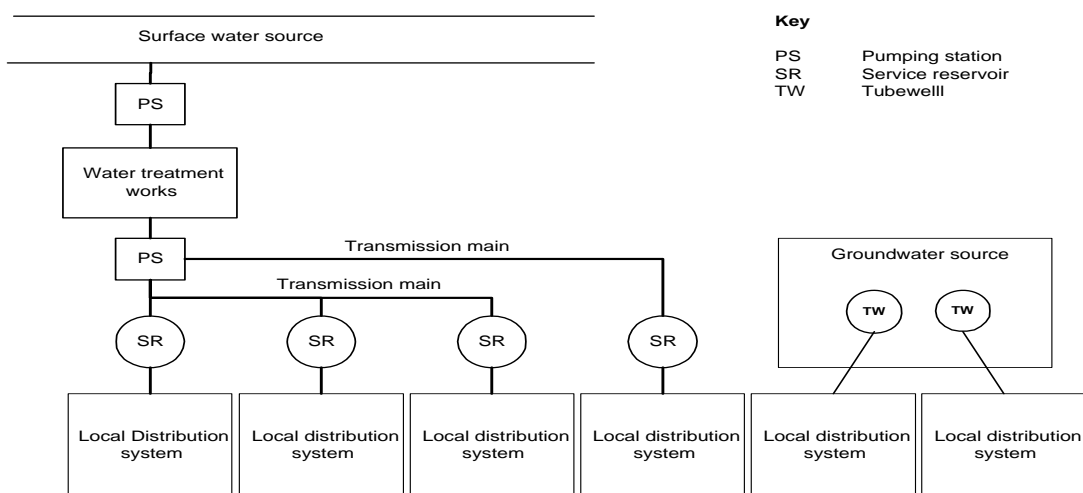 Surface water source
Key
PS Pumping station
SR Service reservoir
TW Tubewelll
PS
Water treatment
works
PS
Transmission main
Transmission main
Groundwater source
TW
TW
SR
SR
SR
SR
Local Distribution
system
Local distribution
system
Local distribution
system
Local distribution
system
Local distribution
system
Local distribution
system